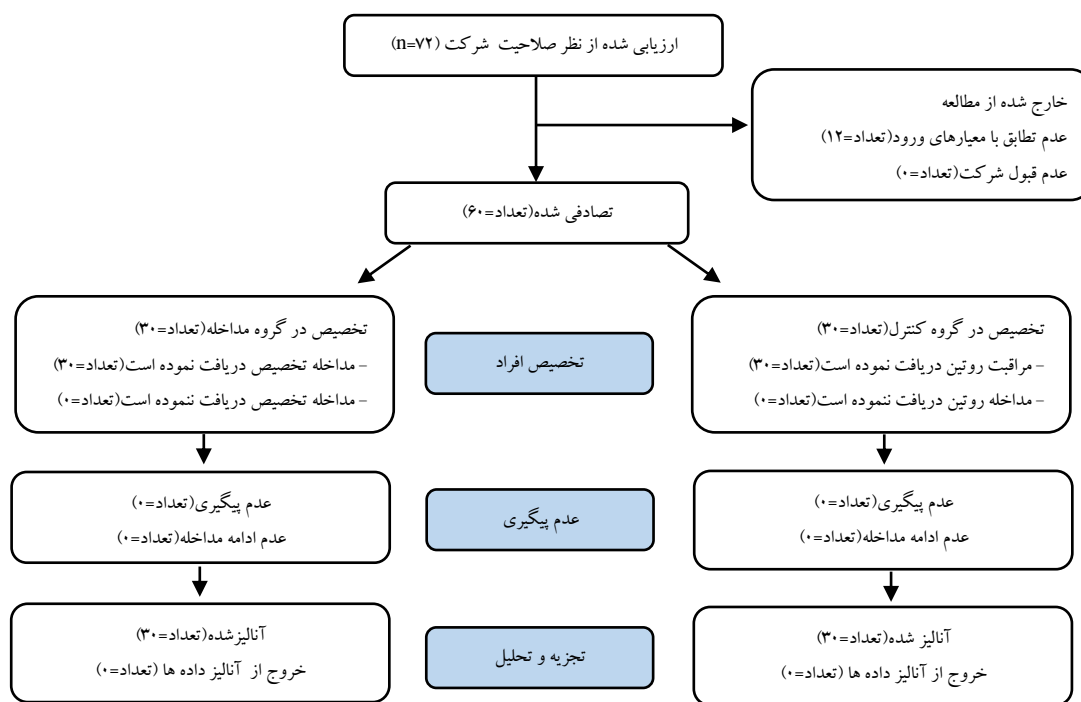 ارزیابی شده از نظر صلاحیت شرکت (n=۷۲)
خارج شده از مطالعه
عدم تطابق با معیارهای ورود(تعداد=۱۲)
عدم قبول شرکت(تعداد=۰)
تصادفی شده(تعداد=۶۰)
تخصیص در گروه کنترل(تعداد=۳۰)
- مراقبت روتین دریافت نموده است(تعداد=۳۰)
- مداخله روتین دریافت ننموده است(تعداد=۰)
تخصیص افراد
تخصیص در گروه مداخله(تعداد=۳۰)
- مداخله تخصیص دریافت نموده است(تعداد=۳۰)
- مداخله تخصیص دریافت ننموده است(تعداد=۰)
عدم پیگیری(تعداد=۰)
عدم ادامه مداخله(تعداد=۰)
عدم پیگیری
عدم پیگیری(تعداد=۰)
عدم ادامه مداخله(تعداد=۰)
آنالیز شده(تعداد=۳۰)
خروج از آنالیز داده ها (تعداد=۰)
تجزیه و تحلیل
آنالیزشده(تعداد=۳۰)
خروج از آنالیز داده ها (تعداد=۰)